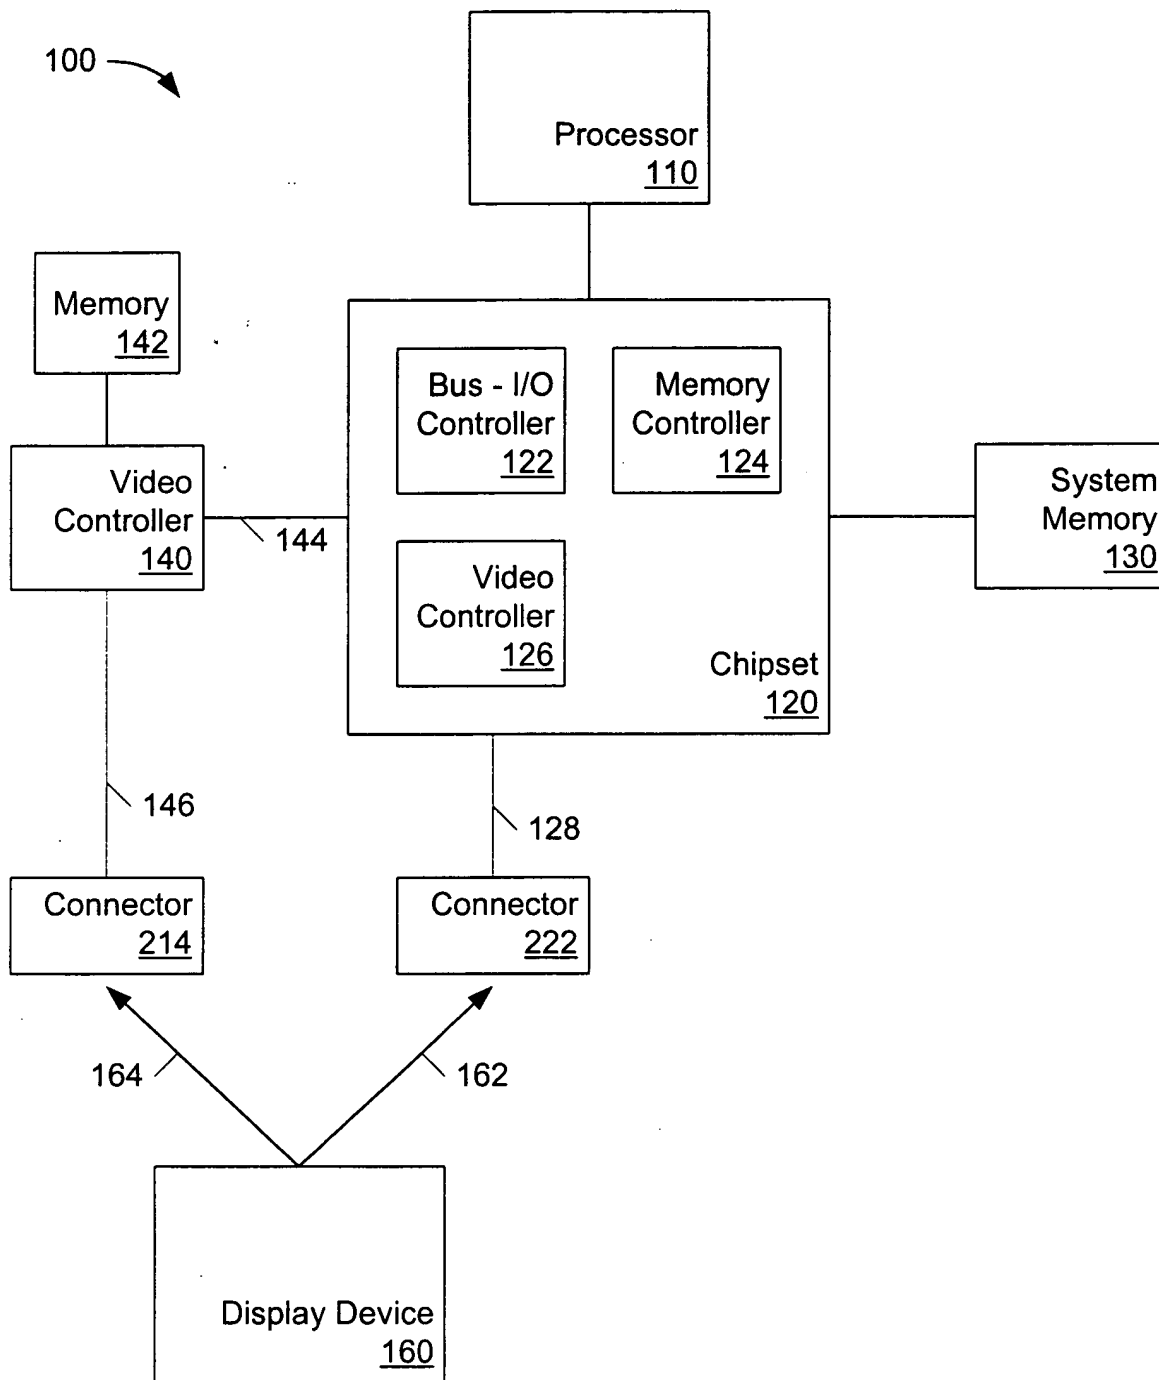 100
Processor
110
Memory
142
Bus - I/O
Controller
122
Memory
Controller
124
Video
Controller
140
144
System
Memory
130
Video
Controller
126
Chipset
120
146
128
Connector
214
Connector
222
164
162
Display Device
160